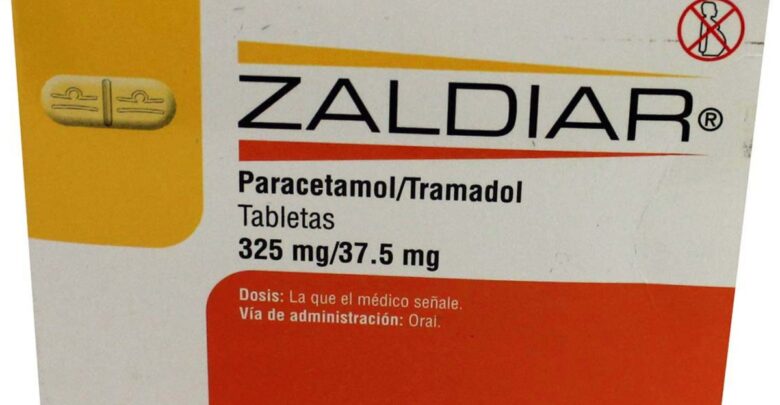 ZALDIAR®
Paracetamol/Tramadol
Tabletas
325 mg/37.5 mg
Dosis: La que el médico señale.
Vía de administración: Oral.